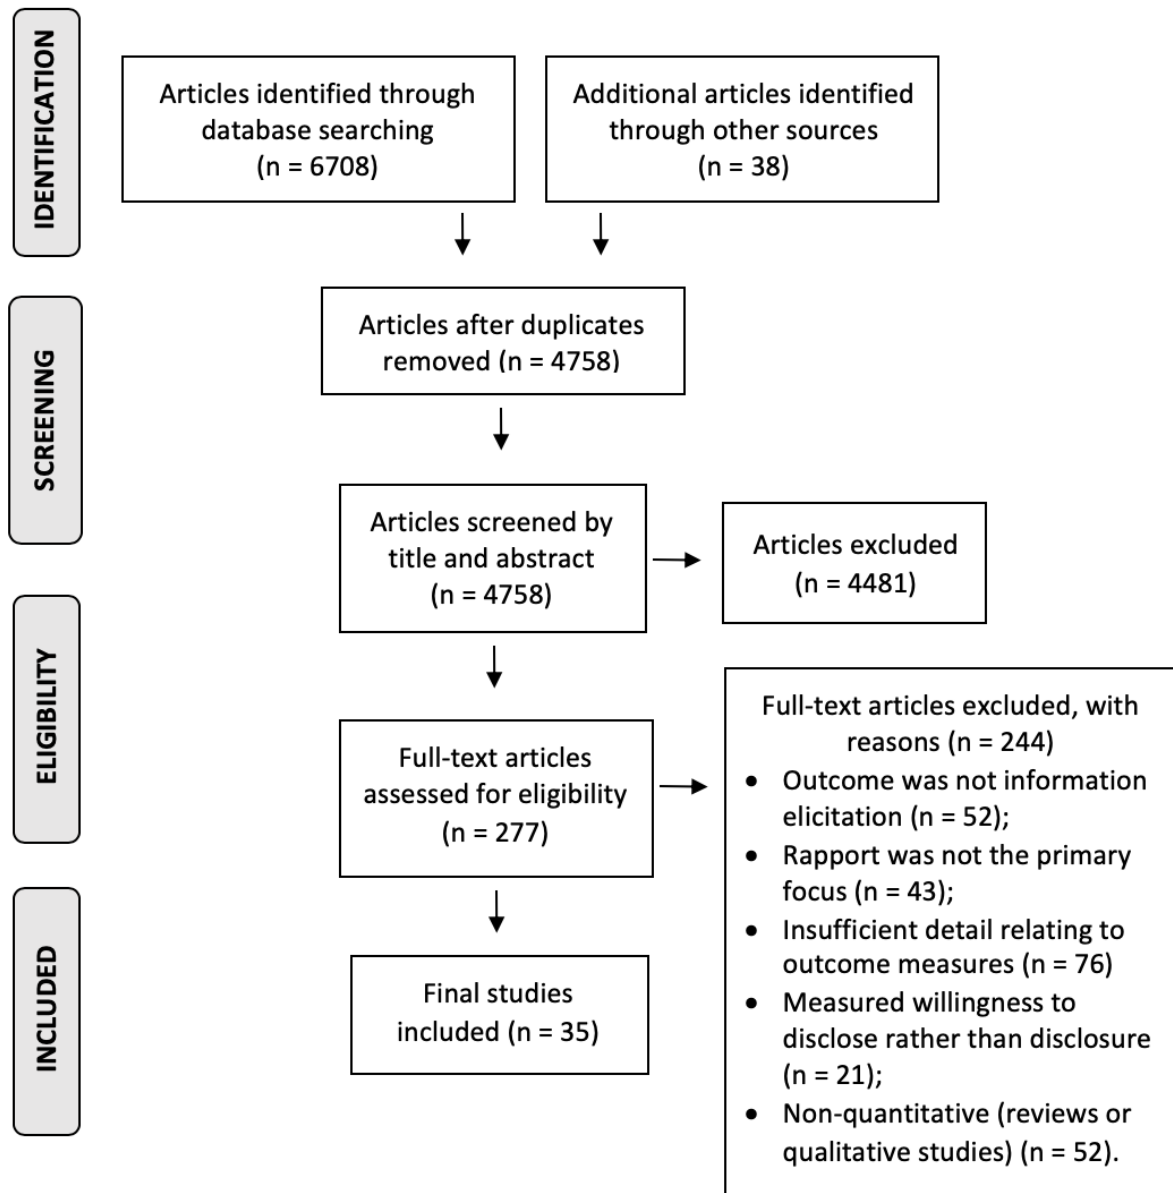 IDENTIFICATION
Articles identified through
database searching
(n = 6708)
Additional articles identified
through other sources
(n = 38)
SCREENING
Articles after duplicates
removed (n = 4758)
Articles screened by
title and abstract
(n = 4758)
Articles excluded
(n = 4481)
ELIGIBILITY
Full-text articles
assessed for eligibility
(n = 277)
Full-text articles excluded, with
reasons (n = 244)
• Outcome was not information
elicitation (n = 52);
• Rapport was not the primary
focus (n = 43);
• Insufficient detail relating to
outcome measures (n = 76)
• Measured willingness to
disclose rather than disclosure
(n = 21);
• Non-quantitative (reviews or
qualitative studies) (n = 52).
INCLUDED
Final studies
included (n = 35)